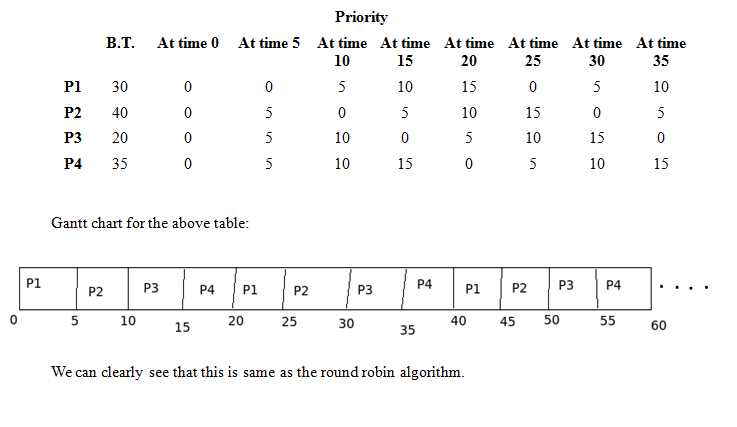 Priority
B.T. At time 0 At time 5 At time 10 At time 15 At time 20 At time 25 At time 30 At time 35
P1 30 0 0 5 10 15 0 5 10
P2 40 0 5 0 5 10 15 0 5
P3 20 0 5 10 0 5 10 15 0
P4 35 0 5 10 15 0 5 10 15
Gantt chart for the above table:
P1 P2 P3 P4 P1 P2 P3 P4 P1 P2 P3 P4 . . . .
0 5 10 15 20 25 30 35 40 45 50 55 60
We can clearly see that this is same as the round robin algorithm.